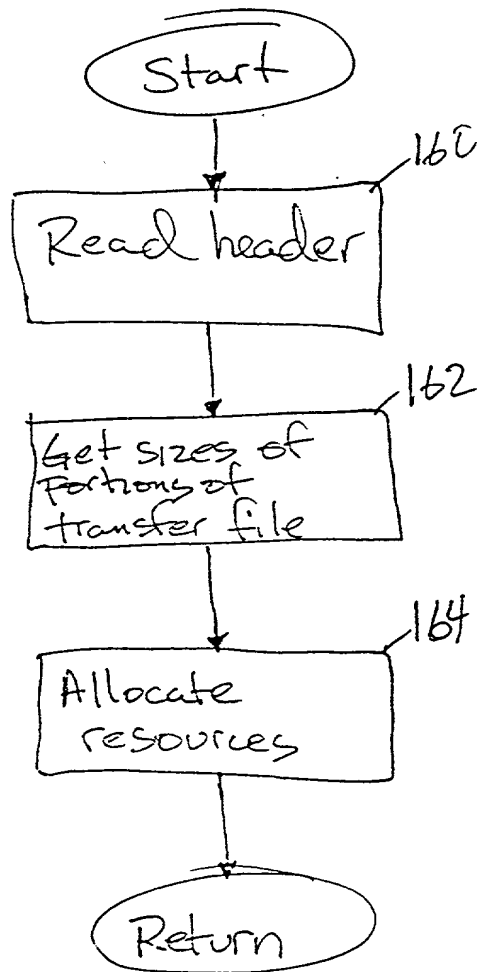 Start
160
Read header
162
Get sizes of
Portions of
transfer file
164
Allocate
resources
Return